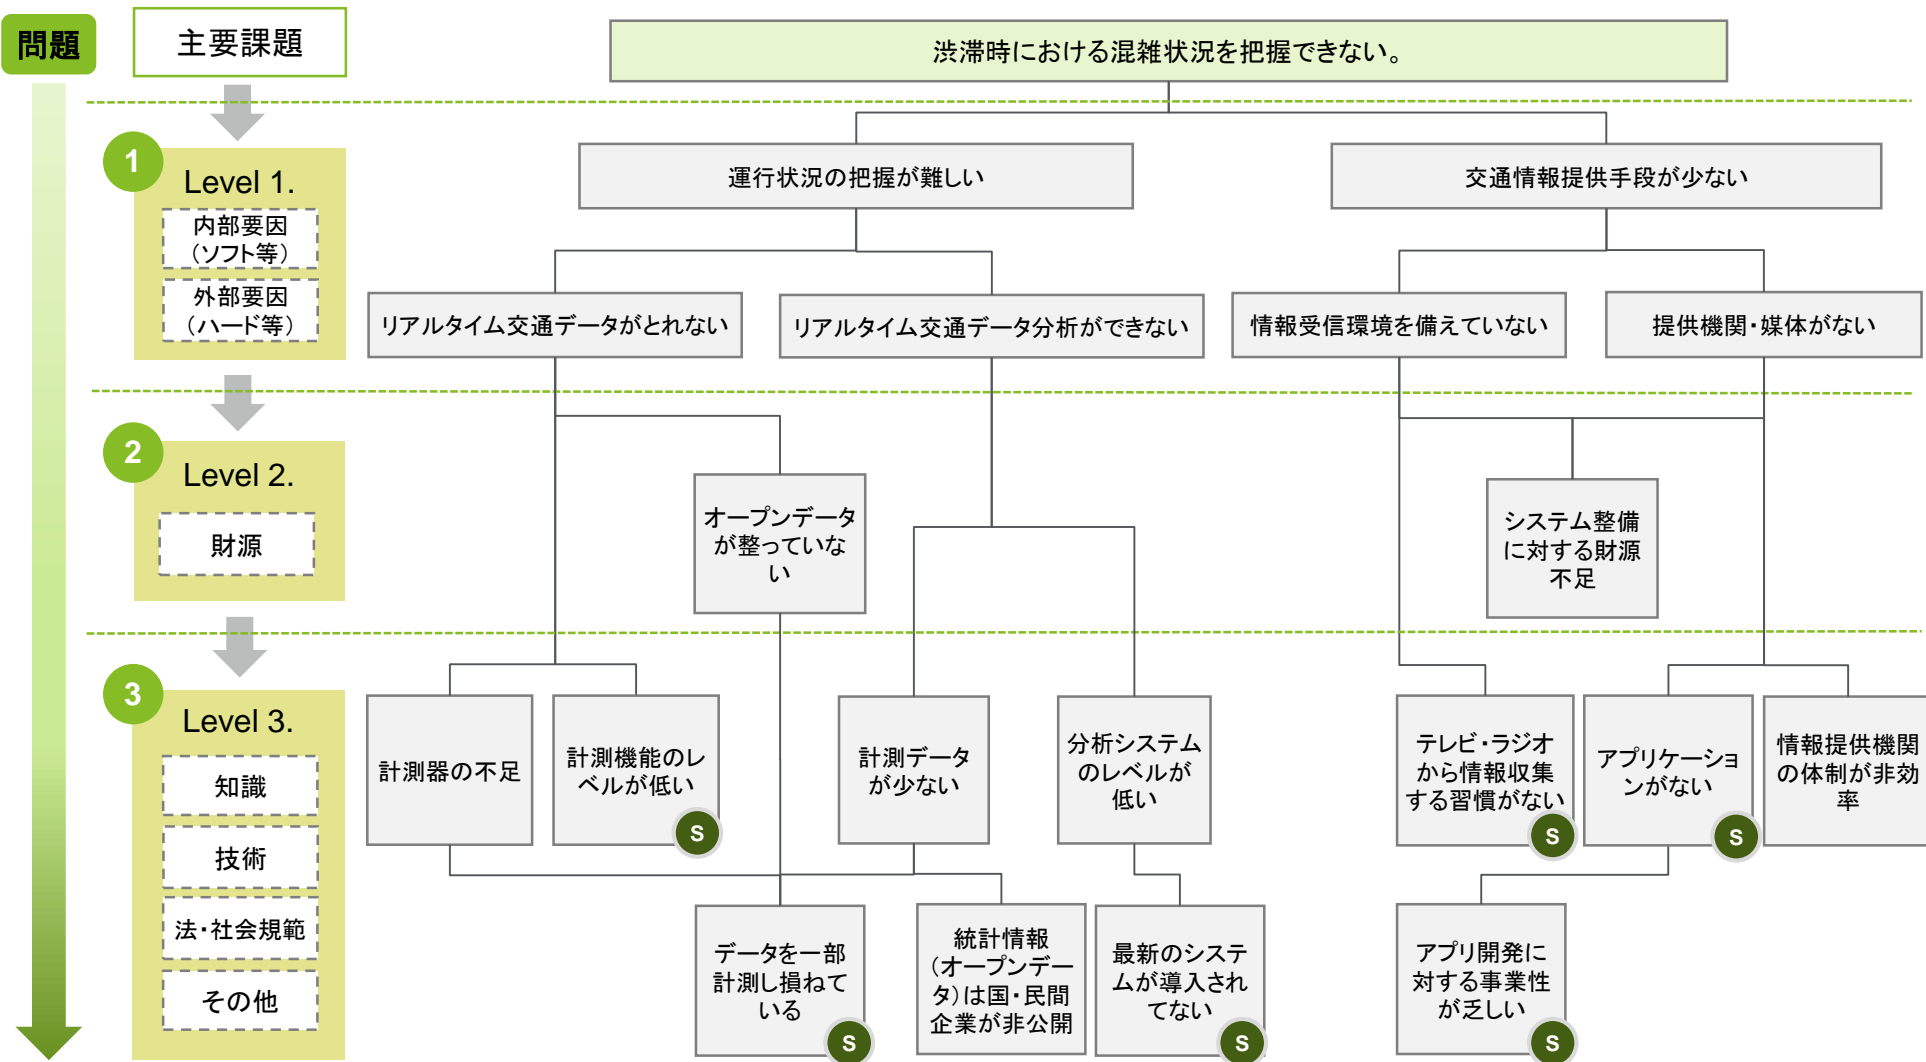 問題
主要課題
渋滞時における混雑状況を把握できない。
1
Level 1.
内部要因
(ソフト等)
外部要因
(ハード等)
運行状況の把握が難しい
交通情報提供手段が少ない
リアルタイム交通データがとれない
リアルタイム交通データ分析ができない
情報受信環境を備えていない
提供機関・媒体がない
2
Level 2.
財源
オープンデータ
が整っていな
い
システム整備
に対する財源
不足
3
Level 3.
知識
技術
法・社会規範
その他
計測器の不足
計測機能のレ
ベルが低い
S
計測データ
が少ない
分析システム
のレベルが
低い
テレビ・ラジオ
から情報収集
する習慣がない
S
アプリケーショ
ンがない
S
情報提供機関
の体制が非効
率
データを一部
計測し損ねて
いる
S
統計情報
(オープンデー
タ)は国・民間
企業が非公開
最新のシステ
ムが導入され
てない
S
アプリ開発に
対する事業性
が乏しい
S